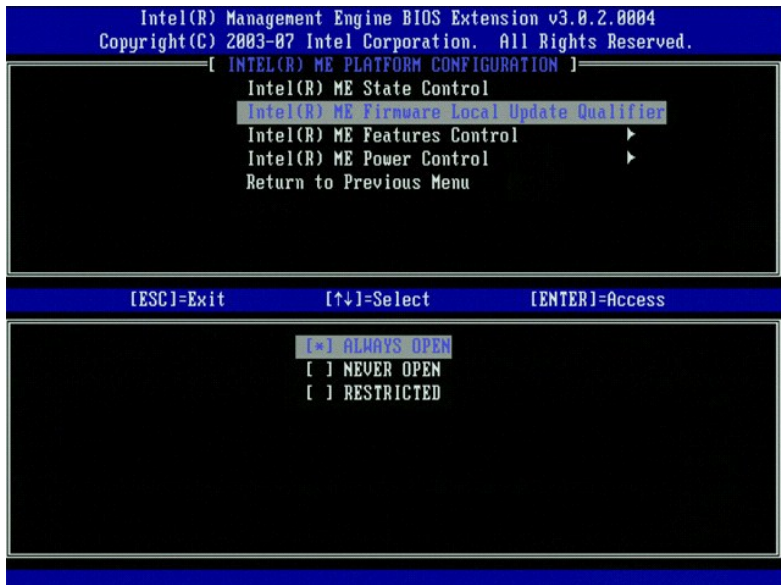 Intel(R) Management Engine BIOS Extension v3.0.2.0004
Copyright(C) 2003-07 Intel Corporation. All Rights Reserved.
[ INTEL(R) ME PLATFORM CONFIGURATION ]
Intel(R) ME State Control
Intel(R) ME Firmware Local Update Qualifier
Intel(R) ME Features Control ►
Intel(R) ME Power Control ►
Return to Previous Menu
[ESC]=Exit [↑↓]=Select [ENTER]=Access
[*] ALWAYS OPEN
[ ] NEVER OPEN
[ ] RESTRICTED